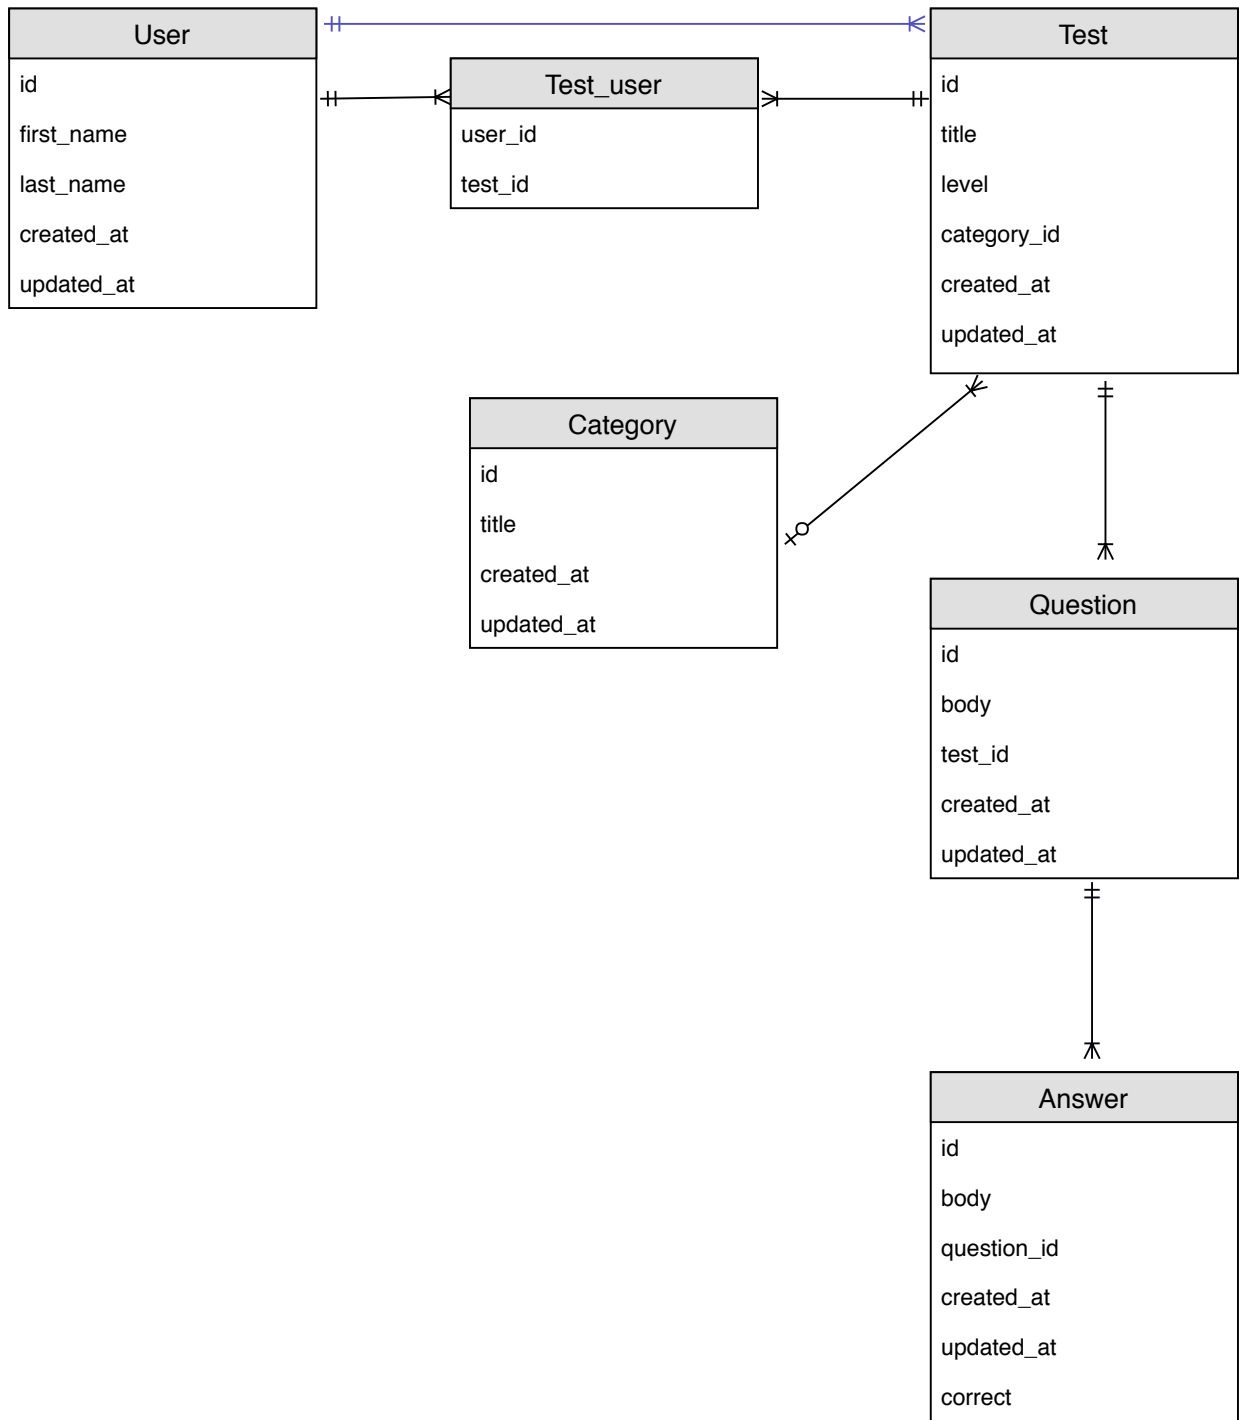 User
id
first_name
last_name
created_at
updated_at
Test_user
user_id
test_id
Test
id
title
level
category_id
created_at
updated_at
Category
id
title
created_at
updated_at
Question
id
body
test_id
created_at
updated_at
Answer
id
body
question_id
created_at
updated_at
correct